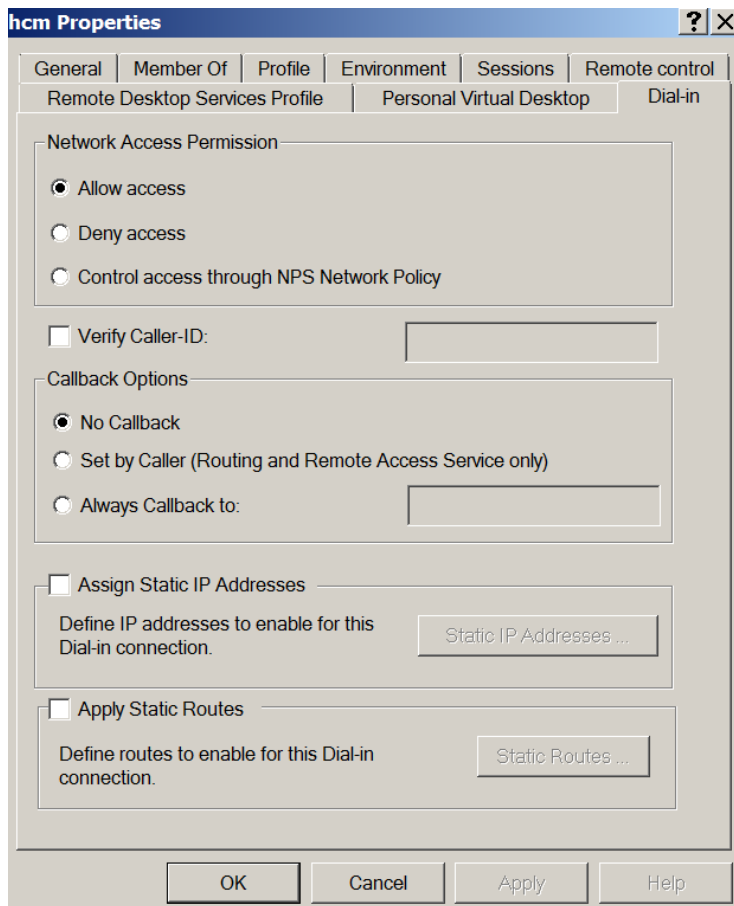 hcm Properties
General Member Of Profile Environment Sessions Remote control
Remote Desktop Services Profile Personal Virtual Desktop Dial-in
Network Access Permission
Allow access
Deny access
Control access through NPS Network Policy
Verify Caller-ID:
Callback Options
No Callback
Set by Caller (Routing and Remote Access Service only)
Always Callback to:
Assign Static IP Addresses
Define IP addresses to enable for this
Dial-in connection.
Static IP Addresses ...
Apply Static Routes
Define routes to enable for this Dial-in
connection.
Static Routes ...
OK Cancel Apply Help